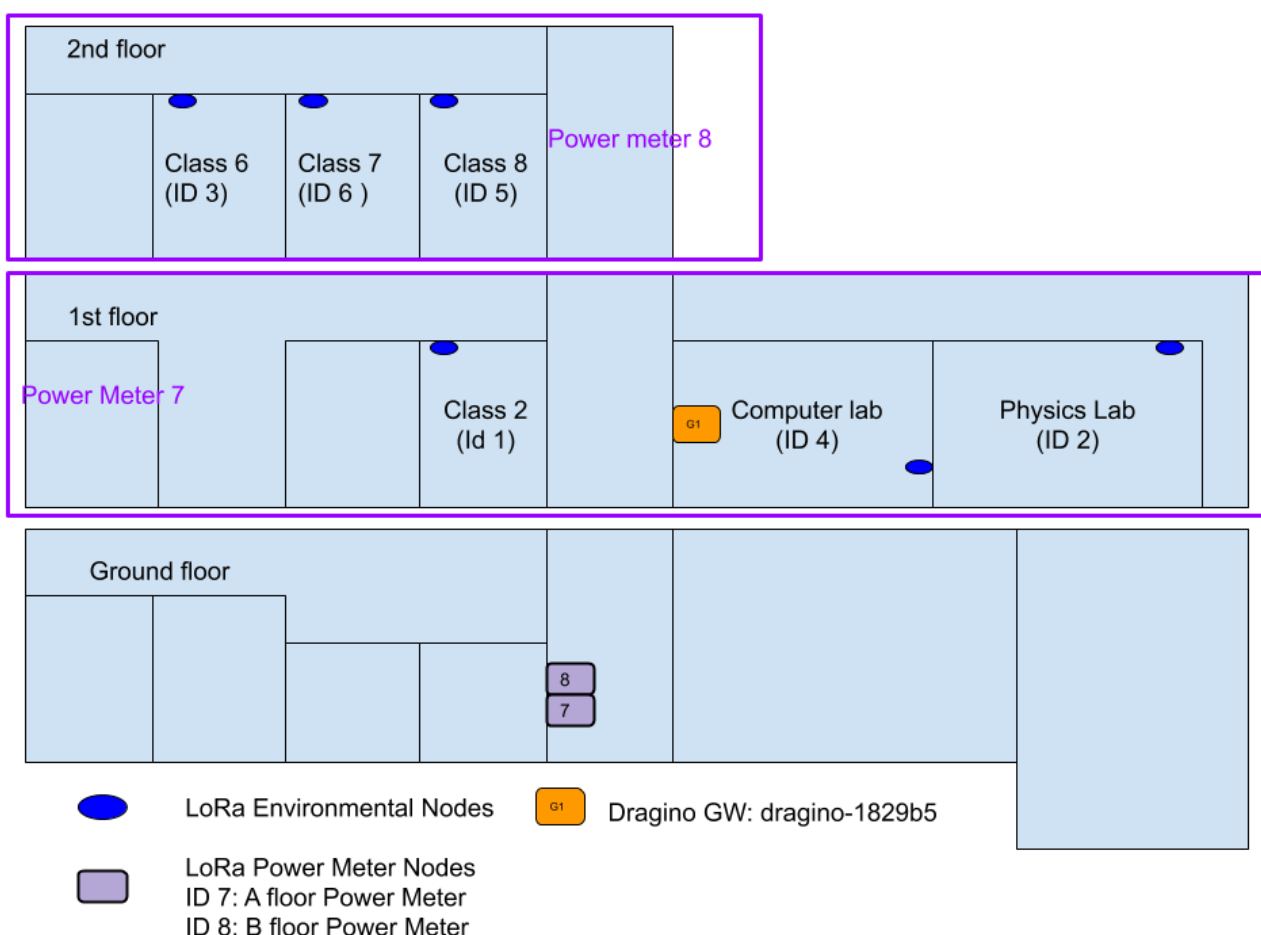 2nd floor
Power meter 8
Class 6
(ID 3)
Class 7
(ID 6 )
Class 8
(ID 5)
1st floor
Power Meter 7
Class 2
(Id 1)
G1
Computer lab
(ID 4)
Physics Lab
(ID 2)
Ground floor
8
7
LoRa Environmental Nodes
G1
Dragino GW: dragino-1829b5
LoRa Power Meter Nodes
ID 7: A floor Power Meter
ID 8: B floor Power Meter